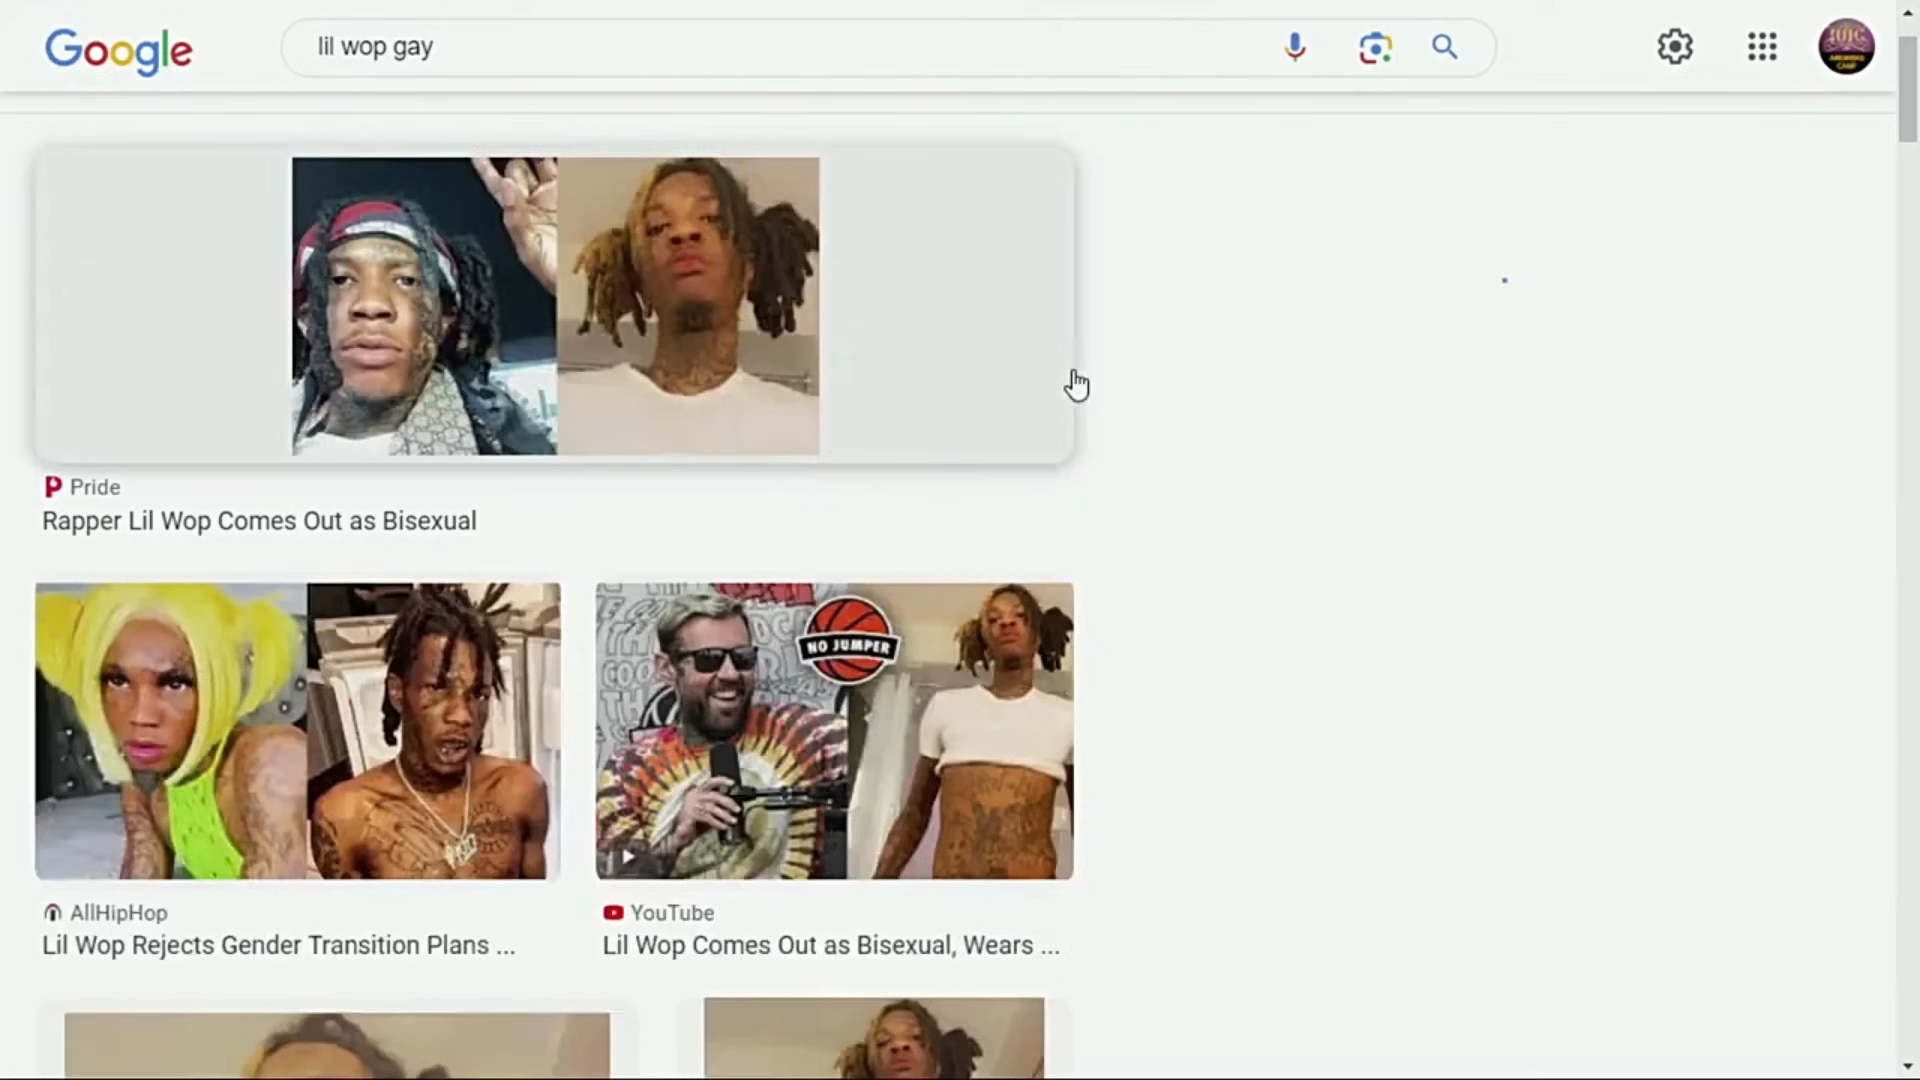 Google
lil wop gay
Pride
Rapper Lil Wop Comes Out as Bisexual
NO JUMPER
AllHipHop
YouTube
Lil Wop Rejects Gender Transition Plans ...
Lil Wop Comes Out as Bisexual, Wears ...